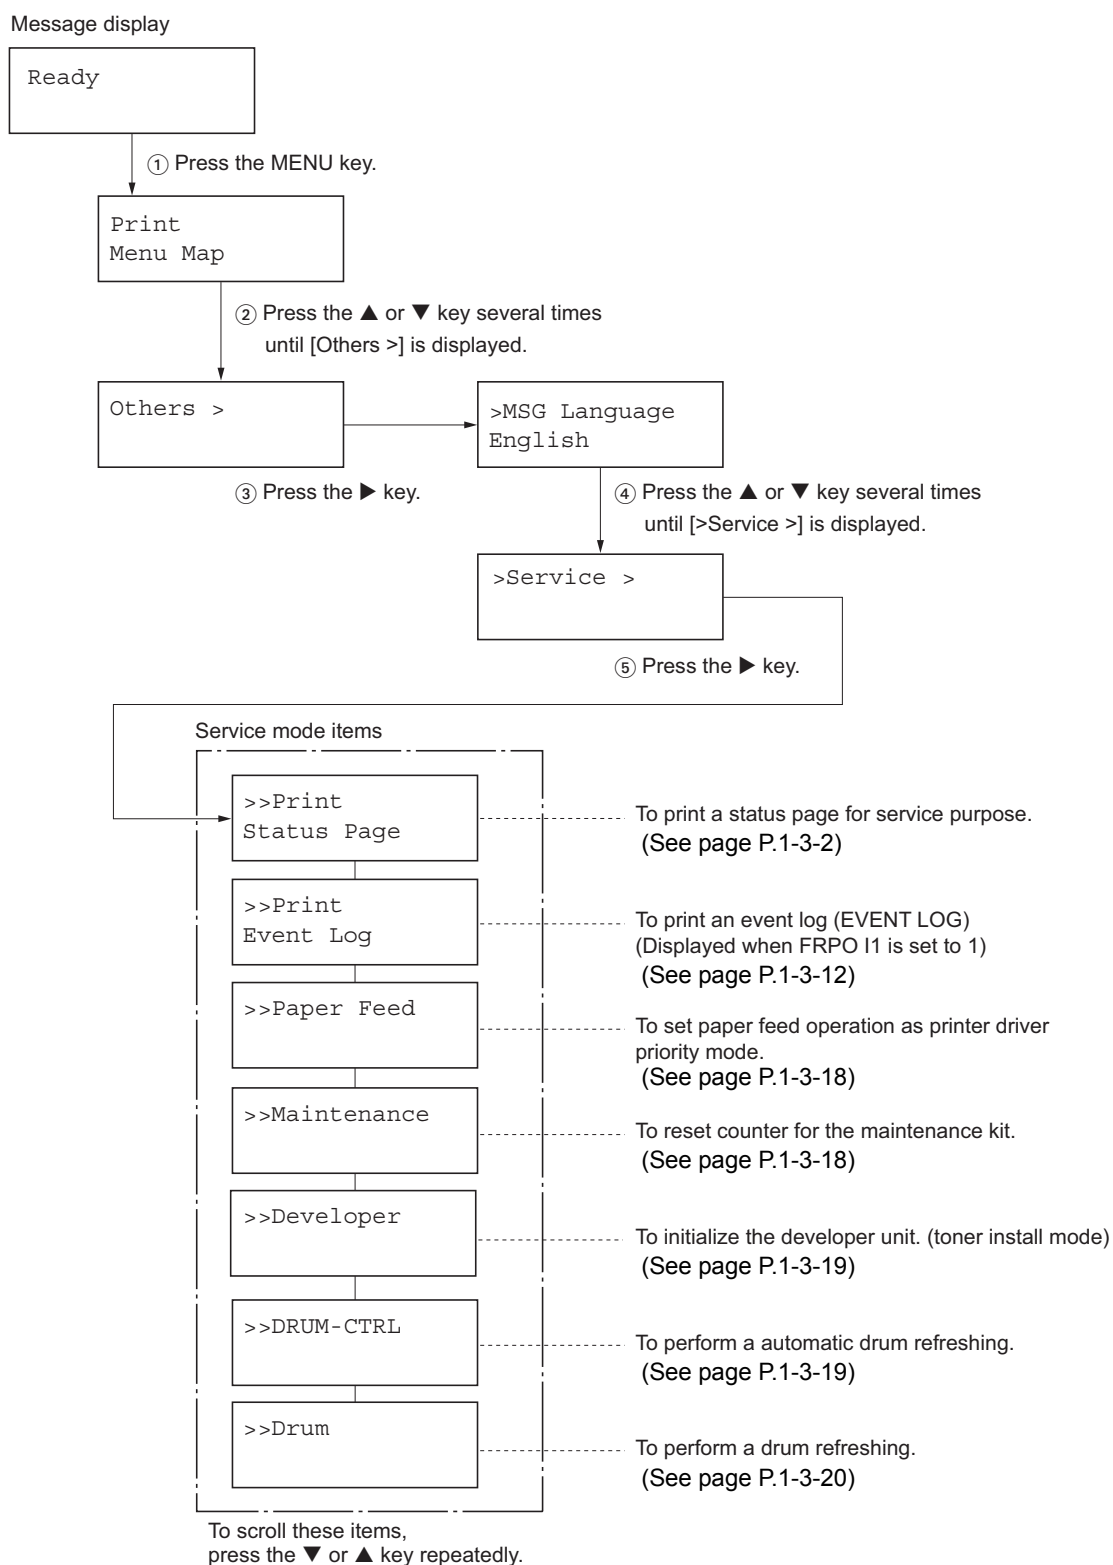 Message display
Ready
① Press the MENU key.
Print
Menu Map
② Press the ▲ or ▼ key several times
until [Others >] is displayed.
Others >
>MSG Language
English
③ Press the ▶ key.
④ Press the ▲ or ▼ key several times
until [>Service >] is displayed.
>Service >
⑤ Press the ▶ key.
Service mode items
>>Print
Status Page
To print a status page for service purpose.
(See page P.1-3-2)
>>Print
Event Log
To print an event log (EVENT LOG)
(Displayed when FRPO I1 is set to 1)
(See page P.1-3-12)
>>Paper Feed
To set paper feed operation as printer driver
priority mode.
(See page P.1-3-18)
>>Maintenance
To reset counter for the maintenance kit.
(See page P.1-3-18)
>>Developer
To initialize the developer unit. (toner install mode)
(See page P.1-3-19)
>>DRUM-CTRL
To perform a automatic drum refreshing.
(See page P.1-3-19)
>>Drum
To perform a drum refreshing.
(See page P.1-3-20)
To scroll these items,
press the ▼ or ▲ key repeatedly.